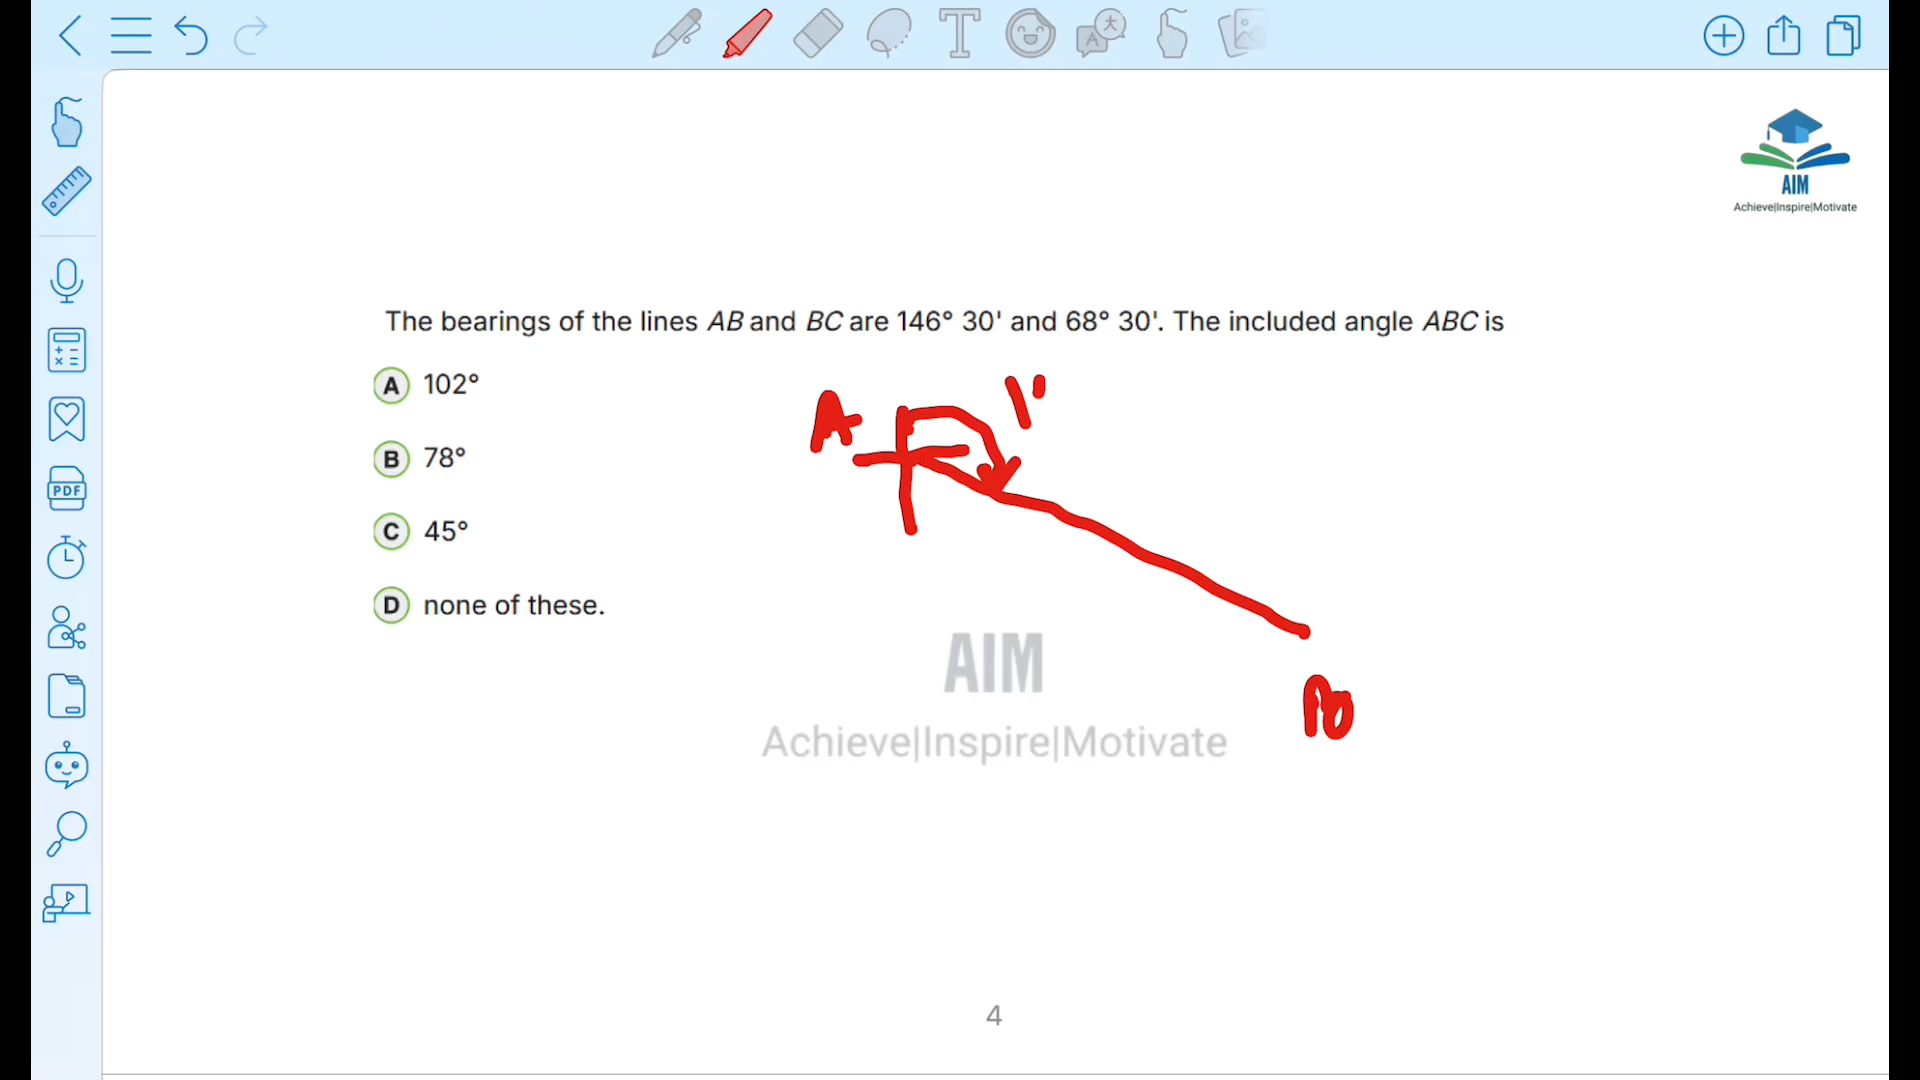 AIM
Achieve|Inspire|Motivate
The bearings of the lines AB and BC are 146° 30' and 68° 30'. The included angle ABC is
A 102°
B 78°
C 45°
D none of these.
A
AIM
Achieve|Inspire|Motivate
4
PDF